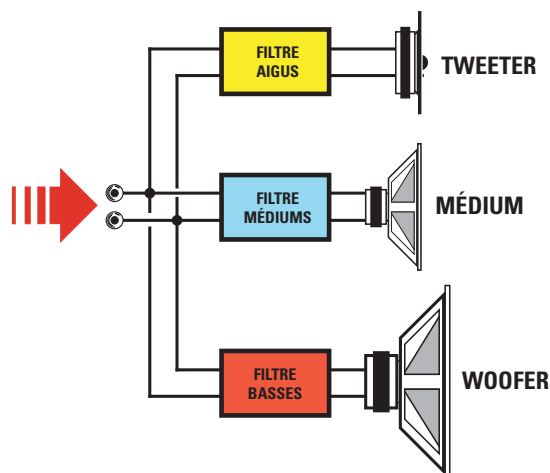 FILTRE
AIGUS
TWEETER
FILTRE
MÉDIUMS
MÉDIUM
FILTRE
BASSES
WOOFER